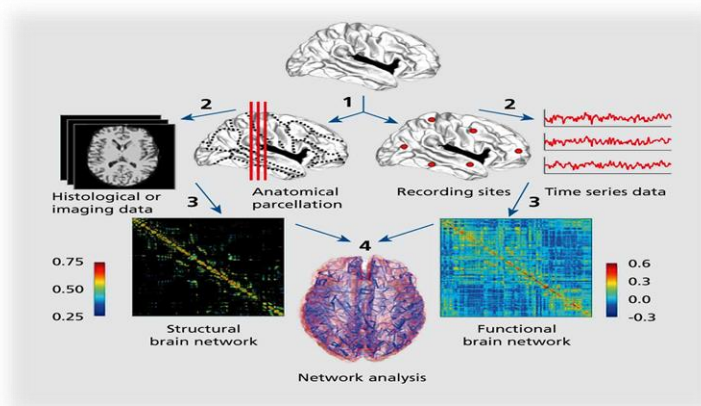 1
2
2
Histological or
imaging data
Anatomical
parcellation
Recording sites
Time series data
3
3
4
0.75
0.50
0.25
0.6
0.3
0.0
-0.3
Structural
brain network
Functional
brain network
Network analysis